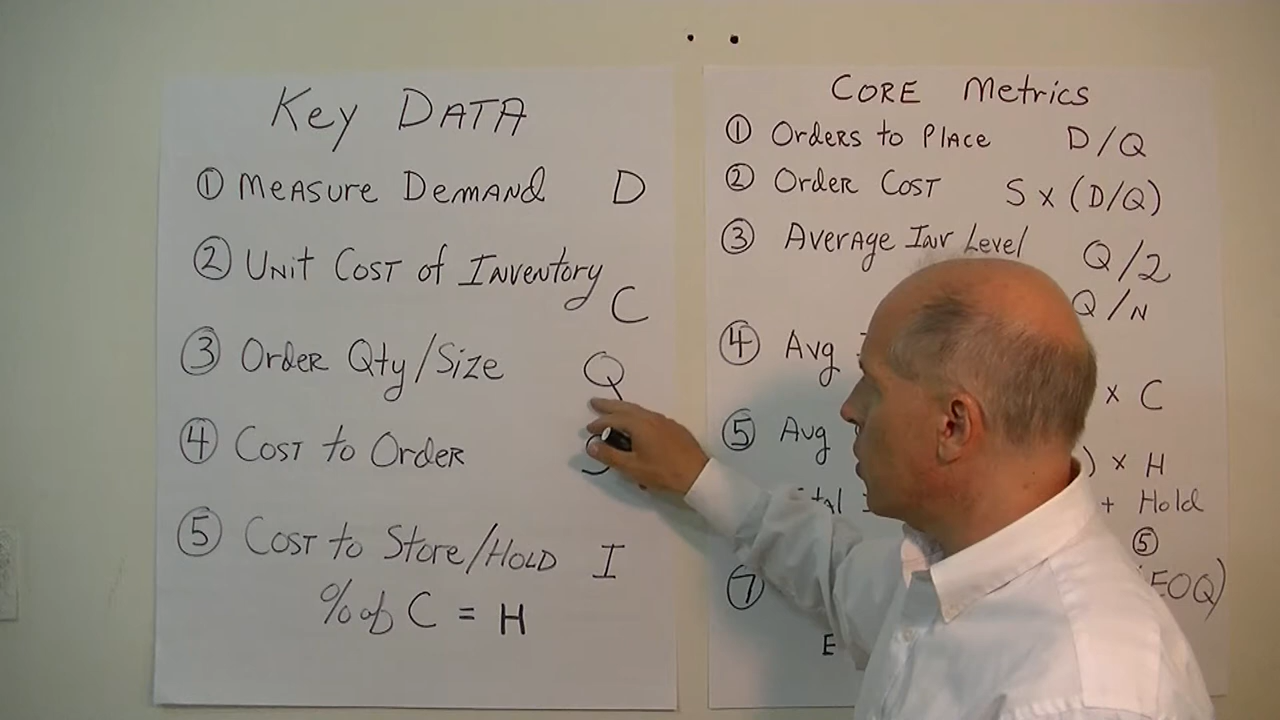 Key DATA
① Measure Demand D
② Unit Cost of Inventory
C
③ Order Qty/Size Q
④ Cost to Order
⑤ Cost to Store/Hold I
% of C = H
CORE Metrics
① Orders to Place D/Q
② Order Cost S x (D/Q)
③ Average Inv Level Q/2
Q/N
④ Avg x C
⑤ Avg ) x H
+ Hold
⑤
⑦ EOQ)
E